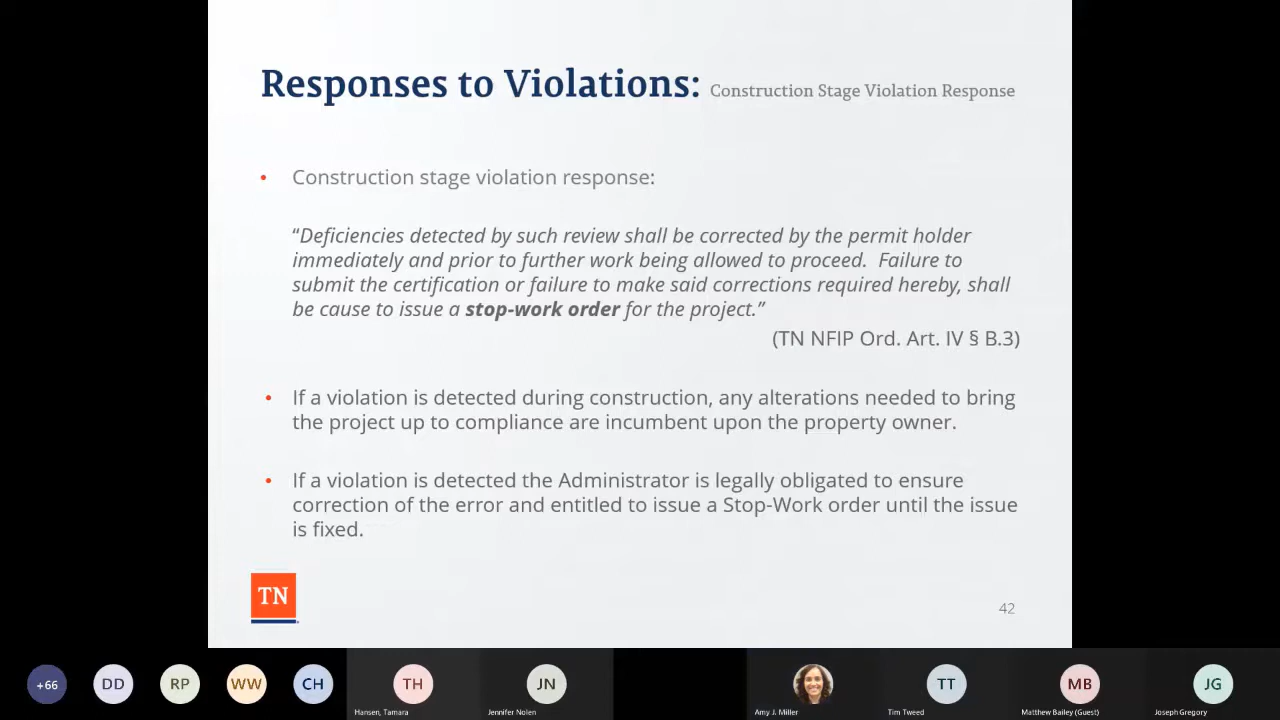 Responses to Violations: Construction Stage Violation Response
• Construction stage violation response:
“Deficiencies detected by such review shall be corrected by the permit holder
immediately and prior to further work being allowed to proceed.  Failure to
submit the certification or failure to make said corrections required hereby, shall
be cause to issue a stop-work order for the project.”
(TN NFIP Ord. Art. IV § B.3)
• If a violation is detected during construction, any alterations needed to bring
the project up to compliance are incumbent upon the property owner.
• If a violation is detected the Administrator is legally obligated to ensure
correction of the error and entitled to issue a Stop-Work order until the issue
is fixed.
TN
42
+66 DD RP WW CH TH JN TT MB JG
Hansen, Tamara Jennifer Nolen Amy J. Miller Tim Tweed Matthew Bailey (Guest) Joseph Gregory